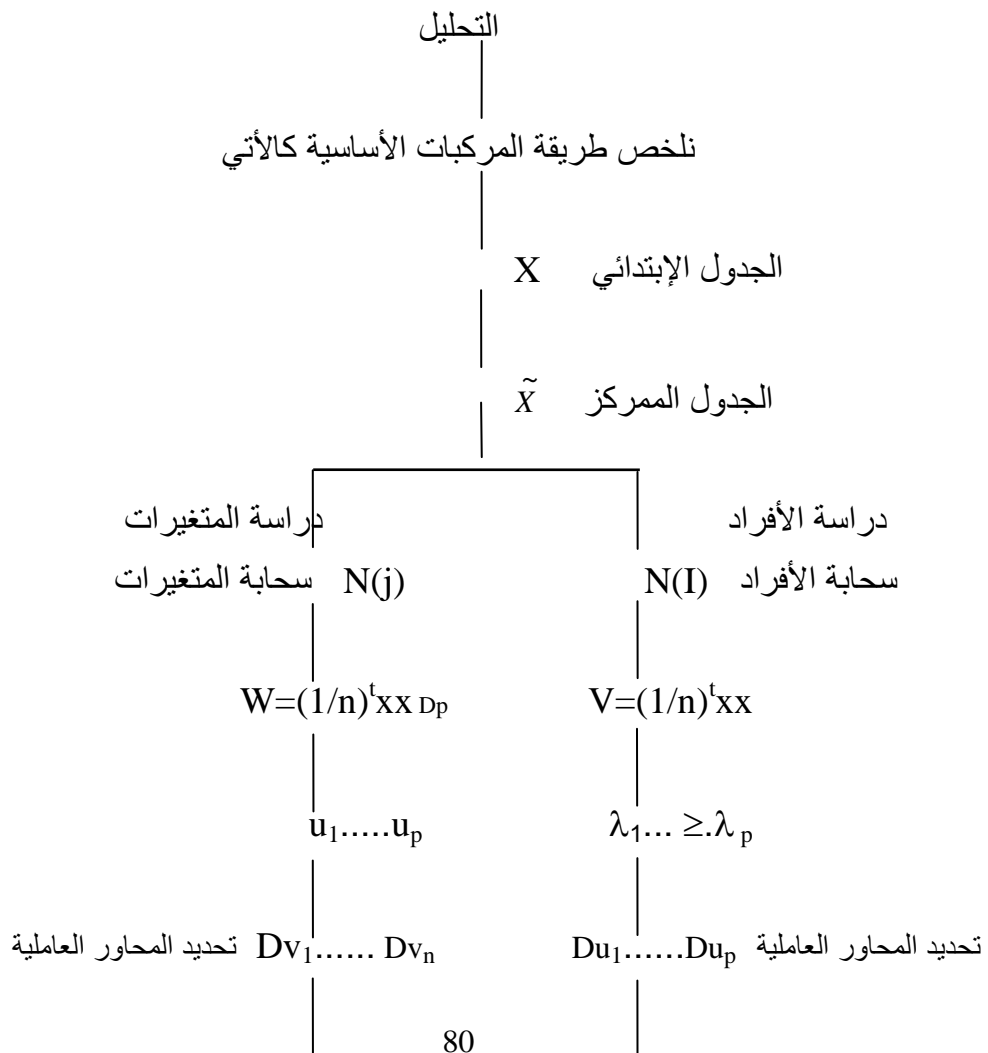 التحليل
نلخص طريقة المركبات الأساسية كالأتي
الجدول الإبتدائي X
الجدول الممركز X̃
دراسة الأفراد
دراسة المتغيرات
سحابة الأفراد N(I)
N(j) سحابة المتغيرات
V=(1/n)ᵗxx
W=(1/n)ᵗxx Dp
λ₁... ≥.λ p
u₁.....uₚ
تحديد المحاور العاملية Du₁......Duₚ
Dv₁...... Dvₙ تحديد المحاور العاملية
80